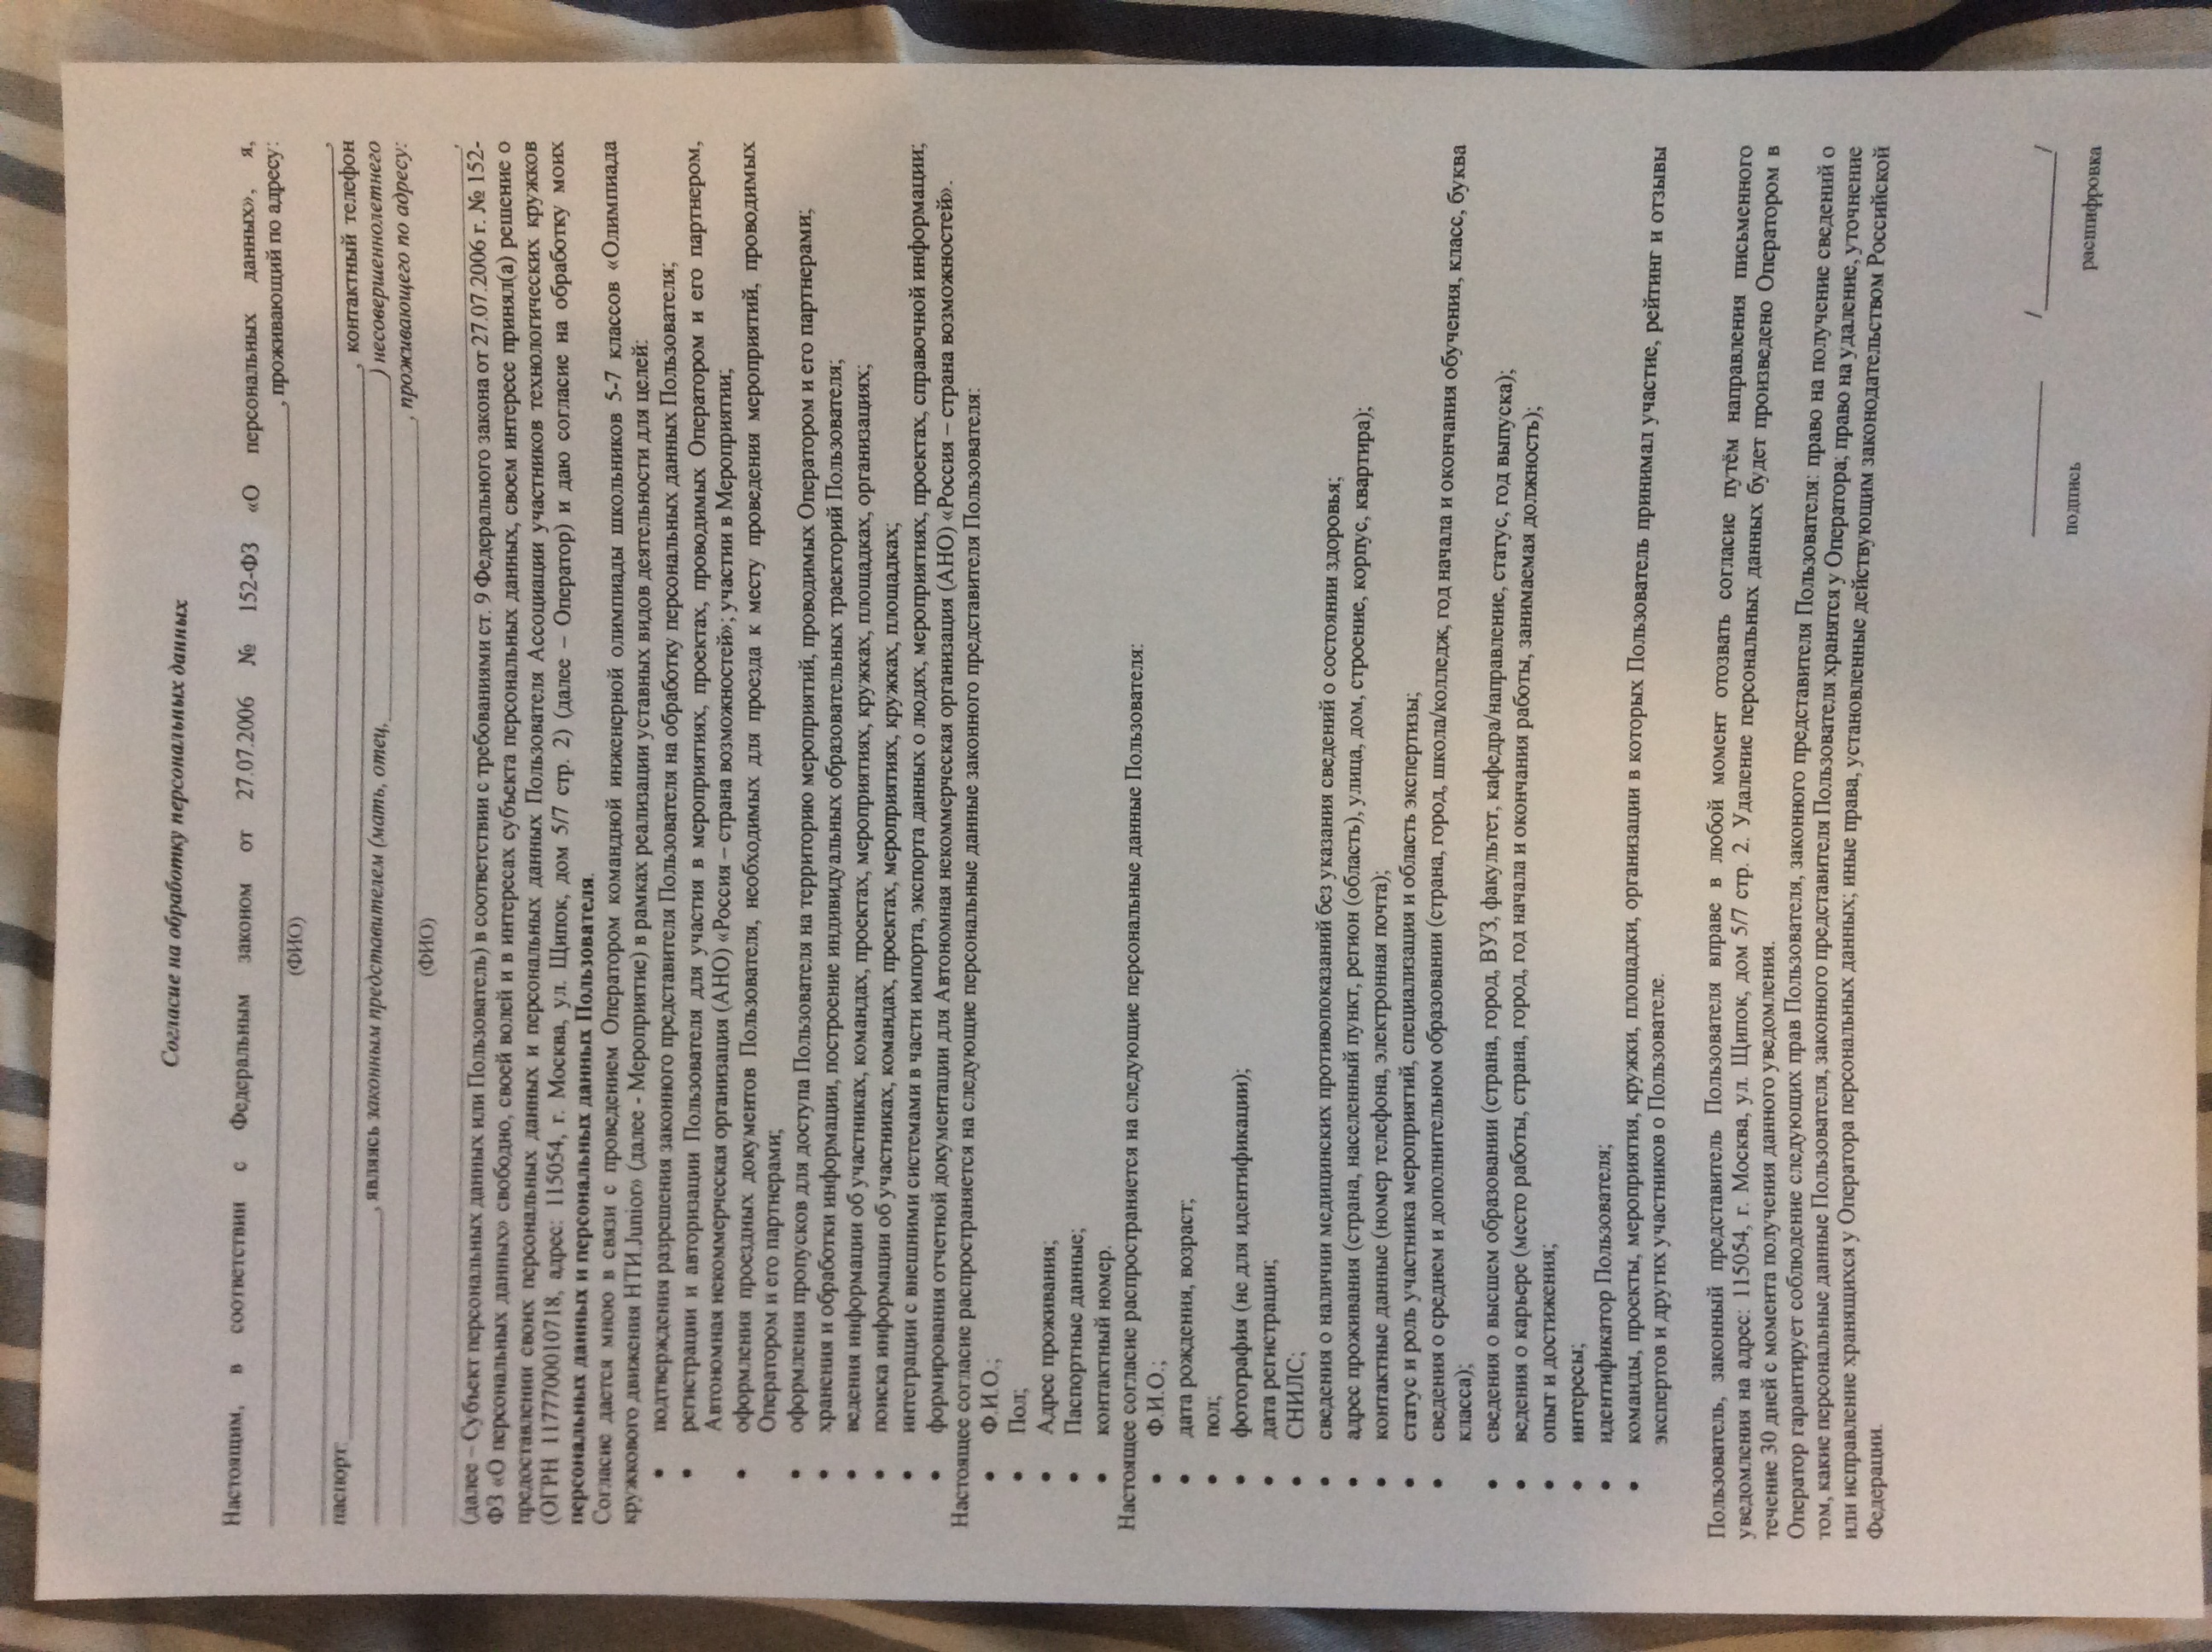 Согласие на обработку персональных данных
Настоящим, в соответствии с Федеральным законом от 27.07.2006 № 152-ФЗ «О персональных данных», я,
, проживающий по адресу:
(ФИО)
,
паспорт , контактный телефон
, являясь законным представителем (мать, отец, ) несовершеннолетнего
, проживающего по адресу:
(ФИО)
,
(далее – Субъект персональных данных или Пользователь) в соответствии с требованиями ст. 9 Федерального закона от 27.07.2006 г. № 152-
ФЗ «О персональных данных» свободно, своей волей и в интересах субъекта персональных данных, своем интересе принял(а) решение о
предоставлении своих персональных данных и персональных данных Пользователя Ассоциации участников технологических кружков
(ОГРН 1177700010718, адрес: 115054, г. Москва, ул. Щипок, дом 5/7 стр. 2) (далее – Оператор) и даю согласие на обработку моих
персональных данных и персональных данных Пользователя.
Согласие дается мною в связи с проведением Оператором командной инженерной олимпиады школьников 5-7 классов «Олимпиада
кружкового движения НТИ.Junior» (далее - Мероприятие) в рамках реализации уставных видов деятельности для целей:
• подтверждения разрешения законного представителя Пользователя на обработку персональных данных Пользователя;
• регистрации и авторизации Пользователя для участия в мероприятиях, проектах, проводимых Оператором и его партнером,
Автономная некоммерческая организация (АНО) «Россия – страна возможностей»; участии в Мероприятии;
• оформления проездных документов Пользователя, необходимых для проезда к месту проведения мероприятий, проводимых
Оператором и его партнерами;
• оформления пропусков для доступа Пользователя на территорию мероприятий, проводимых Оператором и его партнерами;
• хранения и обработки информации, построение индивидуальных образовательных траекторий Пользователя;
• ведения информации об участниках, командах, проектах, мероприятиях, кружках, площадках, организациях;
• поиска информации об участниках, командах, проектах, мероприятиях, кружках, площадках;
• интеграции с внешними системами в части импорта, экспорта данных о людях, мероприятиях, проектах, справочной информации;
• формирования отчетной документации для Автономная некоммерческая организация (АНО) «Россия – страна возможностей».
Настоящее согласие распространяется на следующие персональные данные законного представителя Пользователя:
• Ф.И.О.;
• Пол;
• Адрес проживания;
• Паспортные данные;
• контактный номер.
Настоящее согласие распространяется на следующие персональные данные Пользователя:
• Ф.И.О.;
• дата рождения, возраст;
• пол;
• фотография (не для идентификации);
• дата регистрации;
• СНИЛС;
• сведения о наличии медицинских противопоказаний без указания сведений о состоянии здоровья;
• адрес проживания (страна, населенный пункт, регион (область), улица, дом, строение, корпус, квартира);
• контактные данные (номер телефона, электронная почта);
• статус и роль участника мероприятий, специализация и область экспертизы;
• сведения о среднем и дополнительном образовании (страна, город, школа/колледж, год начала и окончания обучения, класс, буква
класса);
• сведения о высшем образовании (страна, город, ВУЗ, факультет, кафедра/направление, статус, год выпуска);
• ведения о карьере (место работы, страна, город, год начала и окончания работы, занимаемая должность);
• опыт и достижения;
• интересы;
• идентификатор Пользователя;
• команды, проекты, мероприятия, кружки, площадки, организации в которых Пользователь принимал участие, рейтинг и отзывы
экспертов и других участников о Пользователе.
Пользователь, законный представитель Пользователя вправе в любой момент отозвать согласие путём направления письменного
уведомления на адрес: 115054, г. Москва, ул. Щипок, дом 5/7 стр. 2. Удаление персональных данных будет произведено Оператором в
течение 30 дней с момента получения данного уведомления.
Оператор гарантирует соблюдение следующих прав Пользователя, законного представителя Пользователя: право на получение сведений о
том, какие персональные данные Пользователя, законного представителя Пользователя хранятся у Оператора; право на удаление, уточнение
или исправление хранящихся у Оператора персональных данных; иные права, установленные действующим законодательством Российской
Федерации.
/ /
подпись расшифровка